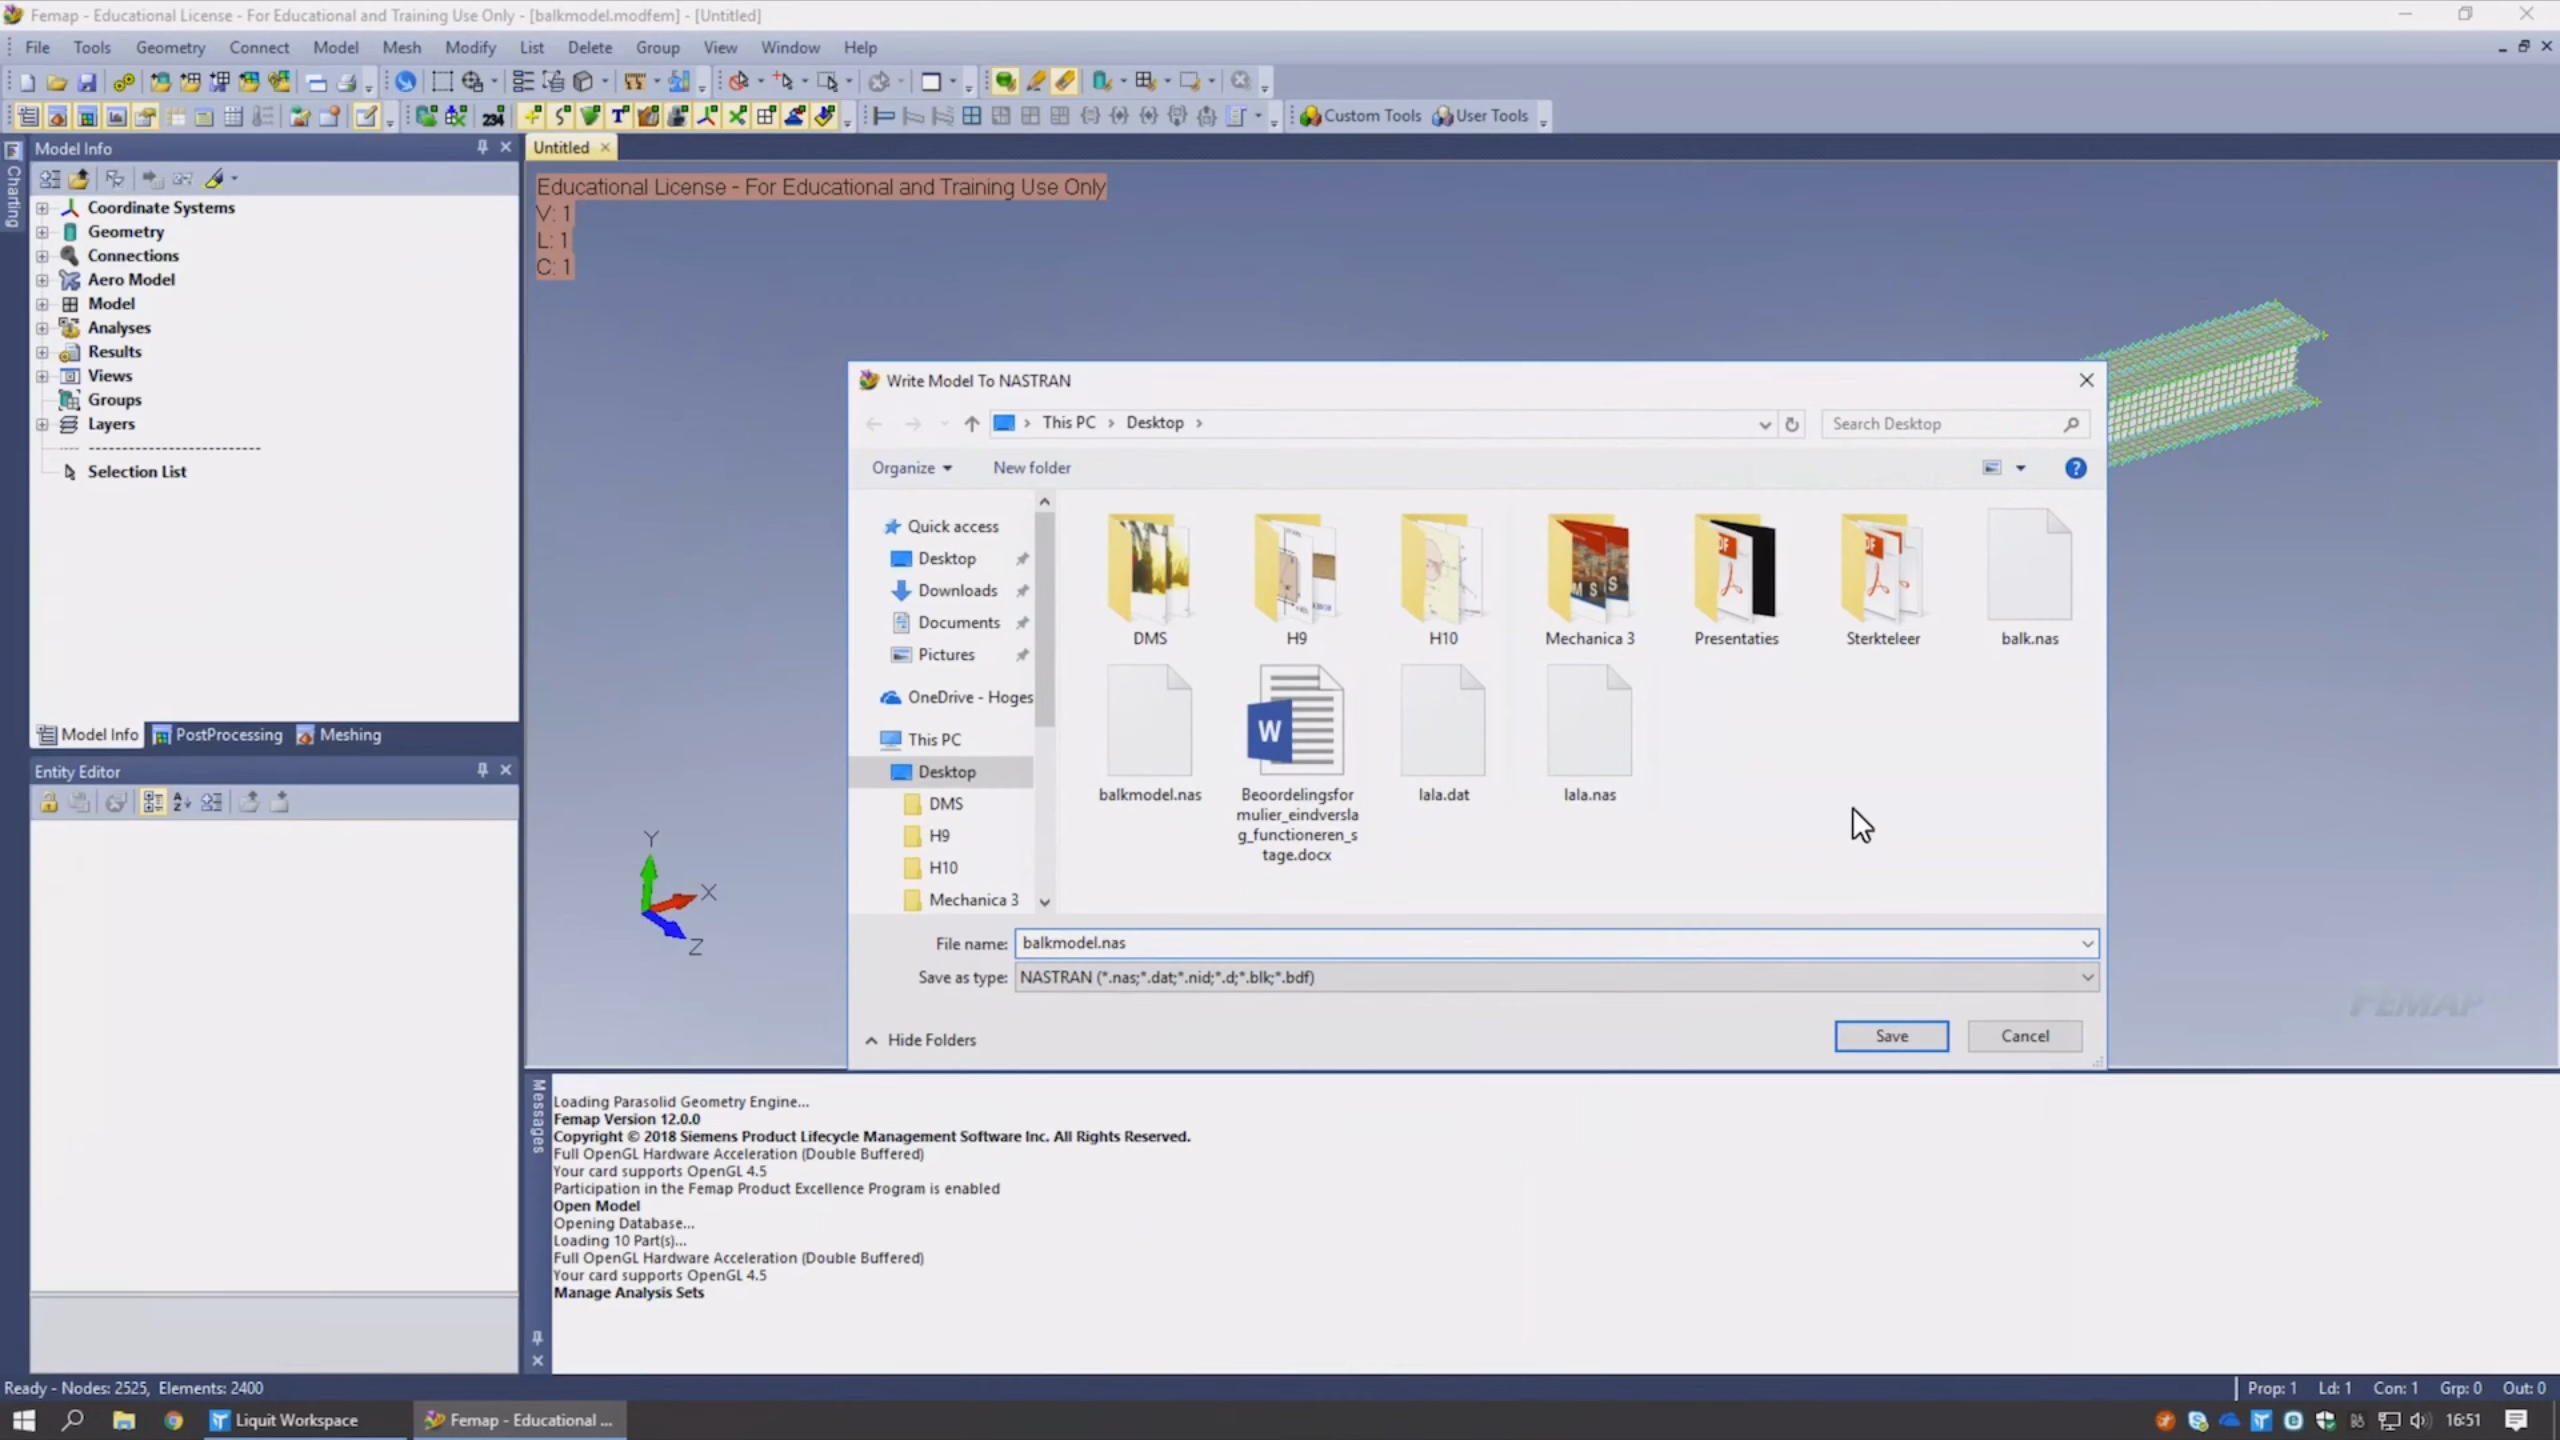 Femap - Educational License - For Educational and Training Use Only - [balkmodel.modfem] - [Untitled]
File Tools Geometry Connect Model Mesh Modify List Delete Group View Window Help
234 T Custom Tools User Tools
Charting
Model Info
Coordinate Systems
Geometry
Connections
Aero Model
Model
Analyses
Results
Views
Groups
Layers
Selection List
Model Info PostProcessing Meshing
Entity Editor
Untitled
Educational License - For Educational and Training Use Only
V: 1
L: 1
C: 1
Y
X
Z
FEMAP
Write Model To NASTRAN
This PC Desktop
Search Desktop
Organize New folder
Quick access
Desktop
Downloads
Documents
Pictures
OneDrive - Hoges
This PC
Desktop
DMS
H9
H10
Mechanica 3
DMS H9 H10 Mechanica 3 Presentaties Sterkteleer balk.nas
balkmodel.nas
Beoordelingsfor
mulier_eindversla
g_functioneren_s
tage.docx
lala.dat
lala.nas
File name: balkmodel.nas
Save as type: NASTRAN (*.nas;*.dat;*.nid;*.d;*.blk;*.bdf)
Hide Folders
Save Cancel
Messages
Loading Parasolid Geometry Engine...
Femap Version 12.0.0
Copyright © 2018 Siemens Product Lifecycle Management Software Inc. All Rights Reserved.
Full OpenGL Hardware Acceleration (Double Buffered)
Your card supports OpenGL 4.5
Participation in the Femap Product Excellence Program is enabled
Open Model
Opening Database...
Loading 10 Part(s)...
Full OpenGL Hardware Acceleration (Double Buffered)
Your card supports OpenGL 4.5
Manage Analysis Sets
Ready - Nodes: 2525, Elements: 2400
Prop: 1 Ld: 1 Con: 1 Grp: 0 Out: 0
Liquit Workspace
Femap - Educational ...
16:51